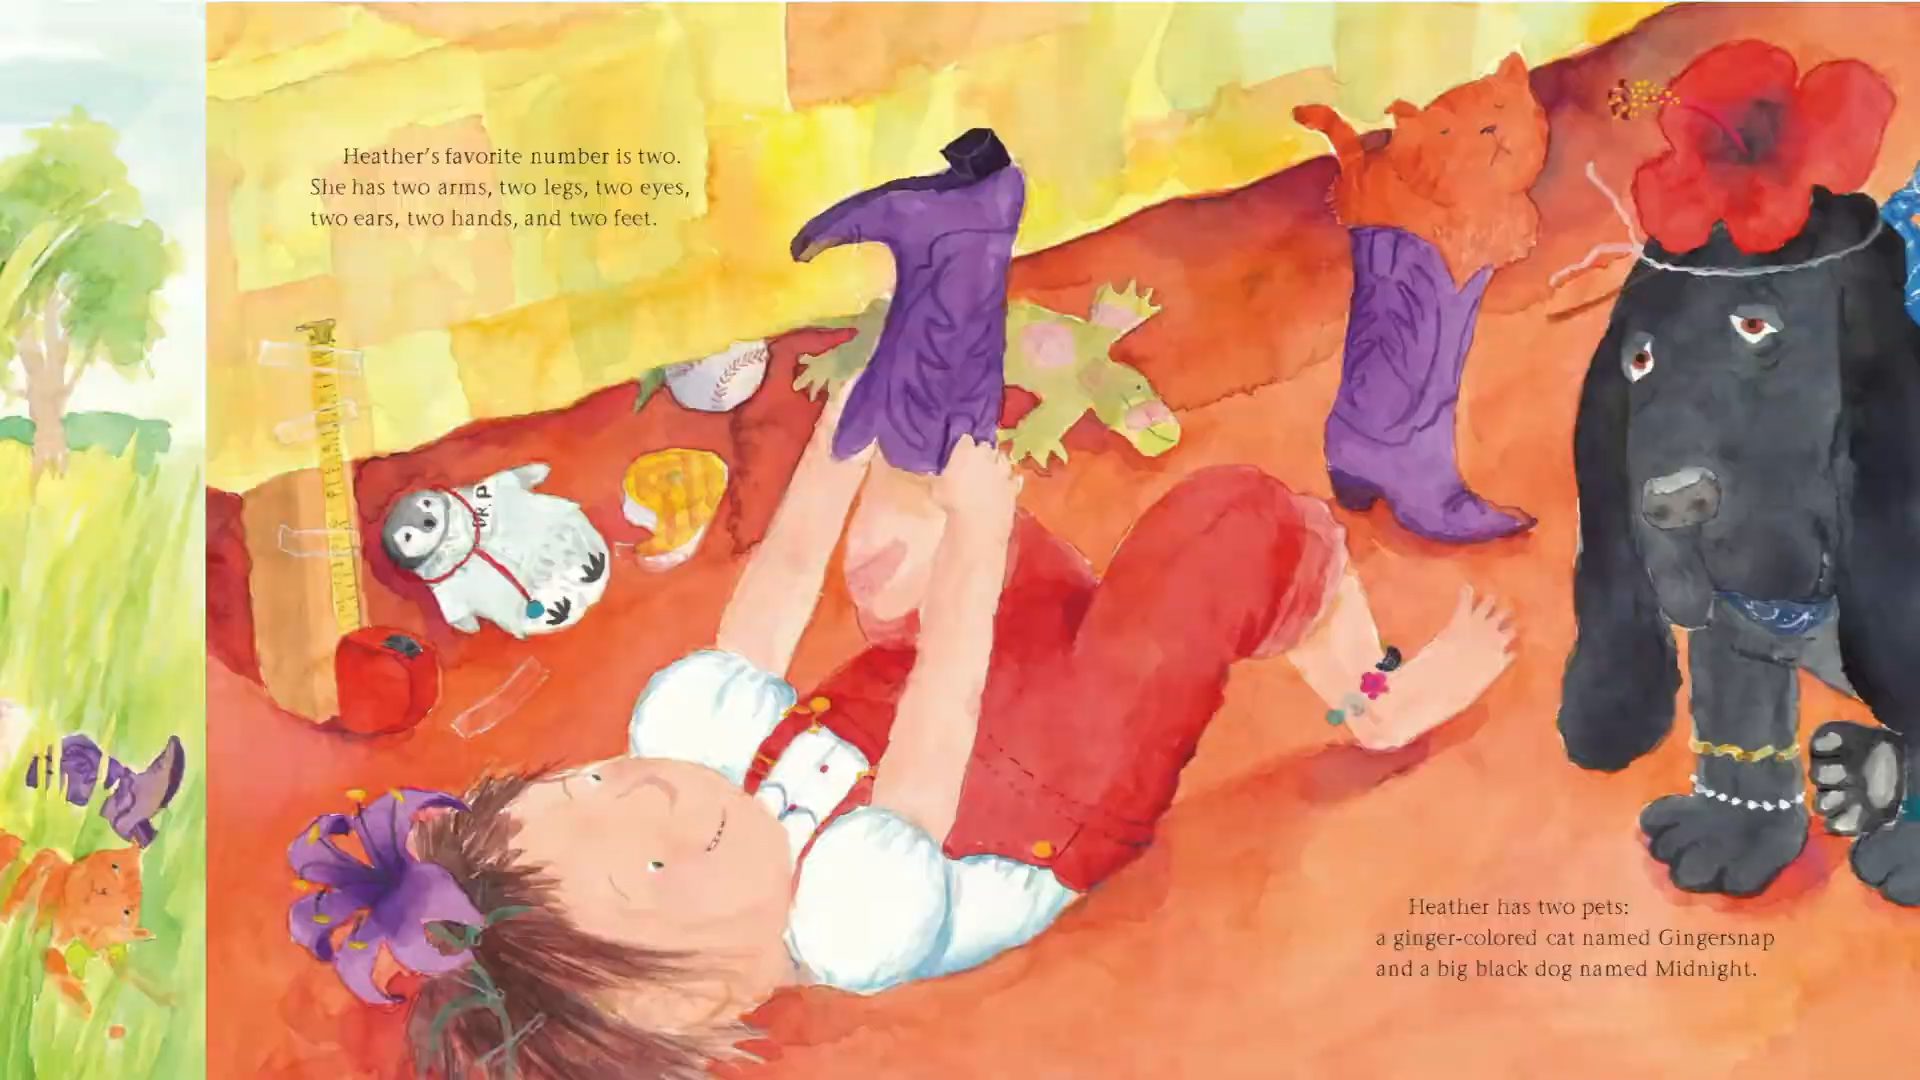 Heather's favorite number is two.
She has two arms, two legs, two eyes,
two ears, two hands, and two feet.
DR. P
Heather has two pets:
a ginger-colored cat named Gingersnap
and a big black dog named Midnight.